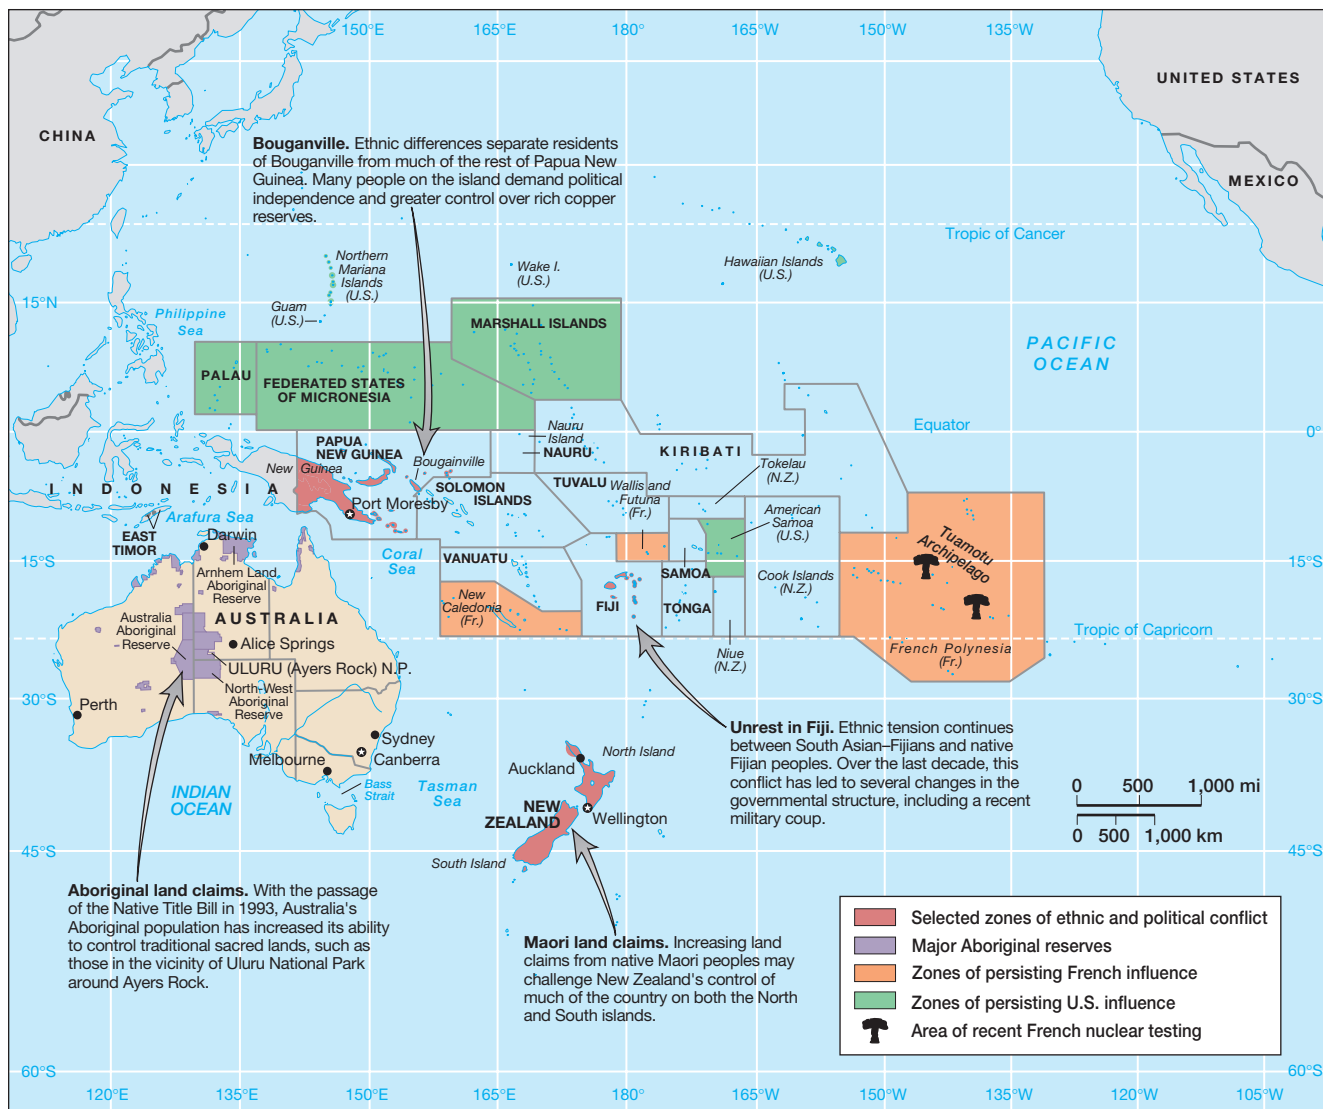 150°E
165°E
180°
165°W
150°W
135°W
UNITED STATES
CHINA
Bouganville. Ethnic differences separate residents
of Bouganville from much of the rest of Papua New
Guinea. Many people on the island demand political
independence and greater control over rich copper
reserves.
MEXICO
Tropic of Cancer
Northern
Mariana
Islands
(U.S.)
Wake I.
(U.S.)
Hawaiian Islands
(U.S.)
15°N
Guam
(U.S.)
Philippine
Sea
MARSHALL ISLANDS
PACIFIC
OCEAN
PALAU
FEDERATED STATES
OF MICRONESIA
Equator
0°
Nauru
Island
NAURU
PAPUA
NEW GUINEA
KIRIBATI
New Guinea
Bougainville
Tokelau
(N.Z.)
INDONESIA
SOLOMON
ISLANDS
TUVALU
Wallis and
Futuna
(Fr.)
Port Moresby
American
Samoa
(U.S.)
Arafura Sea
EAST
TIMOR
Darwin
Coral
Sea
VANUATU
Tuamotu
Archipelago
15°S
15°S
Arnhem Land
Aboriginal
Reserve
SAMOA
Cook Islands
(N.Z.)
New
Caledonia
(Fr.)
FIJI
TONGA
Australia
Aboriginal
Reserve
AUSTRALIA
Alice Springs
Tropic of Capricorn
Niue
(N.Z.)
French Polynesia
(Fr.)
ULURU (Ayers Rock) N.P.
North-West
Aboriginal
Reserve
30°S
30°S
Perth
Unrest in Fiji. Ethnic tension continues
between South Asian–Fijians and native
Fijian peoples. Over the last decade, this
conflict has led to several changes in the
governmental structure, including a recent
military coup.
Sydney
Canberra
Melbourne
North Island
Auckland
Bass
Strait
Tasman
Sea
INDIAN
OCEAN
0 500 1,000 mi
0 500 1,000 km
NEW
ZEALAND
Wellington
45°S
45°S
South Island
Aboriginal land claims. With the passage
of the Native Title Bill in 1993, Australia's
Aboriginal population has increased its ability
to control traditional sacred lands, such as
those in the vicinity of Uluru National Park
around Ayers Rock.
Maori land claims. Increasing land
claims from native Maori peoples may
challenge New Zealand's control of
much of the country on both the North
and South islands.
Selected zones of ethnic and political conflict
Major Aboriginal reserves
Zones of persisting French influence
Zones of persisting U.S. influence
Area of recent French nuclear testing
60°S
60°S
120°E
135°E
150°E
165°E
180°
165°W
150°W
135°W
120°W
105°W